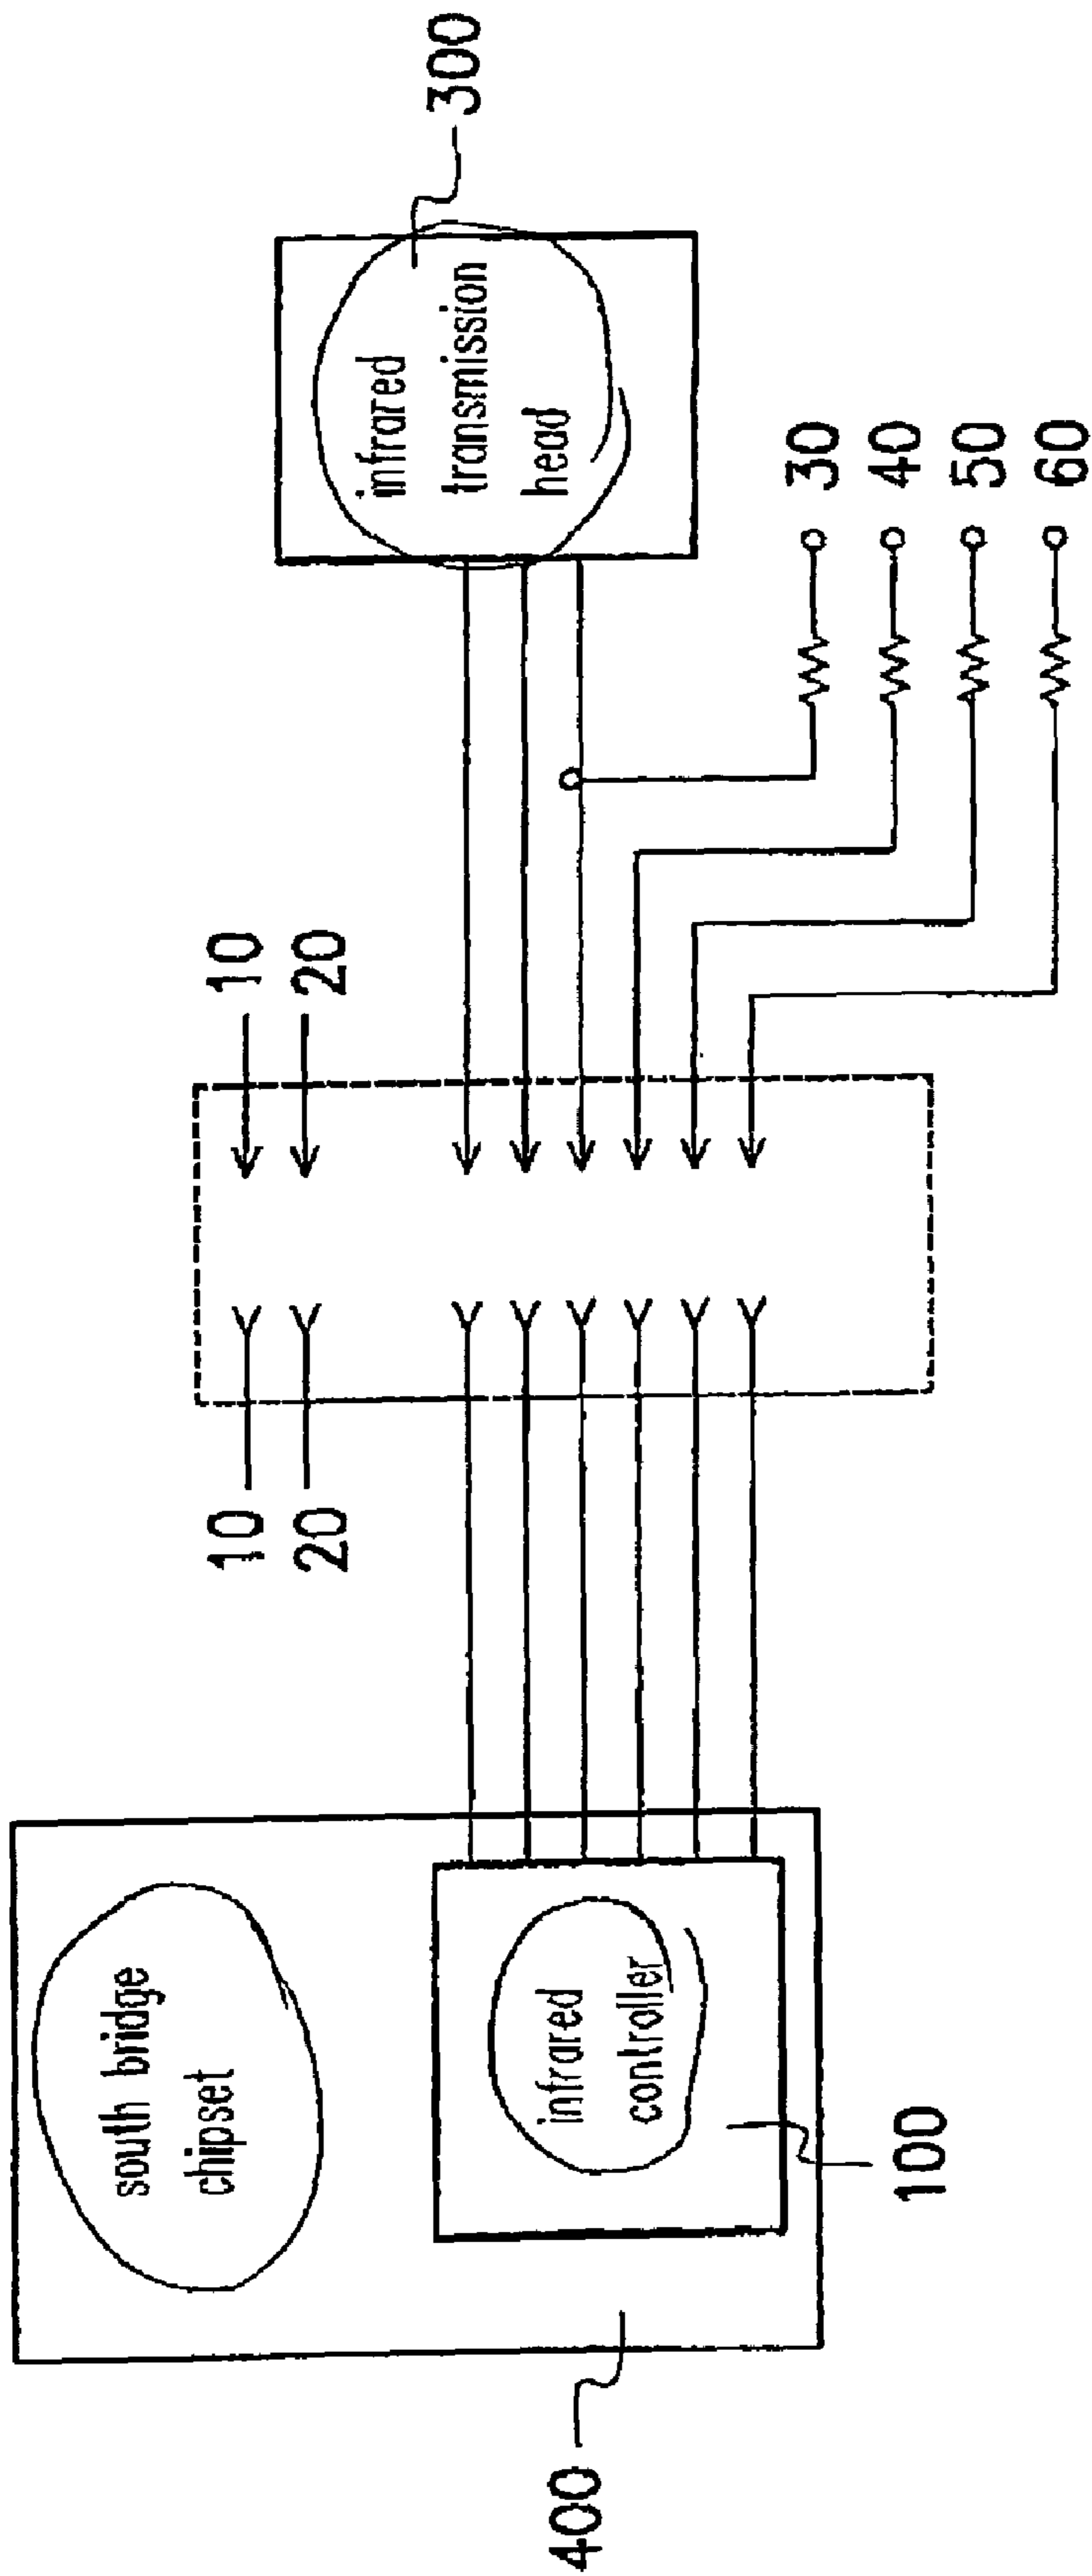 south bridge
chipset
infrared
controller
400
100
10
20
10
20
infrared
transmission
head
300
30
40
50
60